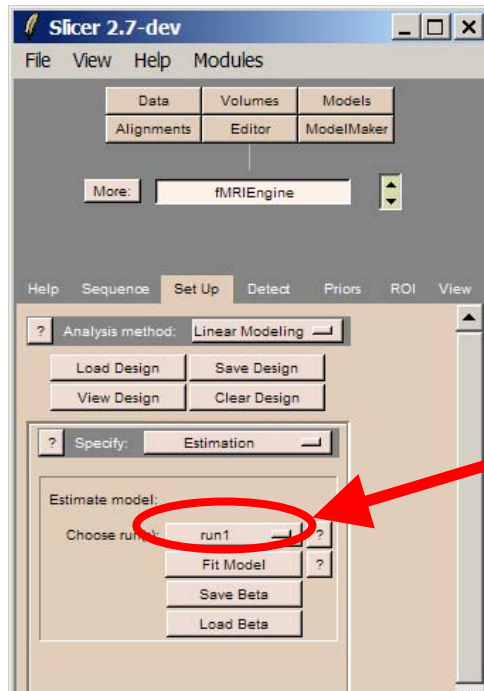 Slicer 2.7-dev
File View Help Modules
Data Volumes Models
Alignments Editor ModelMaker
More: fMRIEngine
Help Sequence Set Up Detect Priors ROI View
? Analysis method: Linear Modeling
Load Design Save Design
View Design Clear Design
? Specify: Estimation
Estimate model:
Choose run(s): run1 ?
Fit Model ?
Save Beta
Load Beta